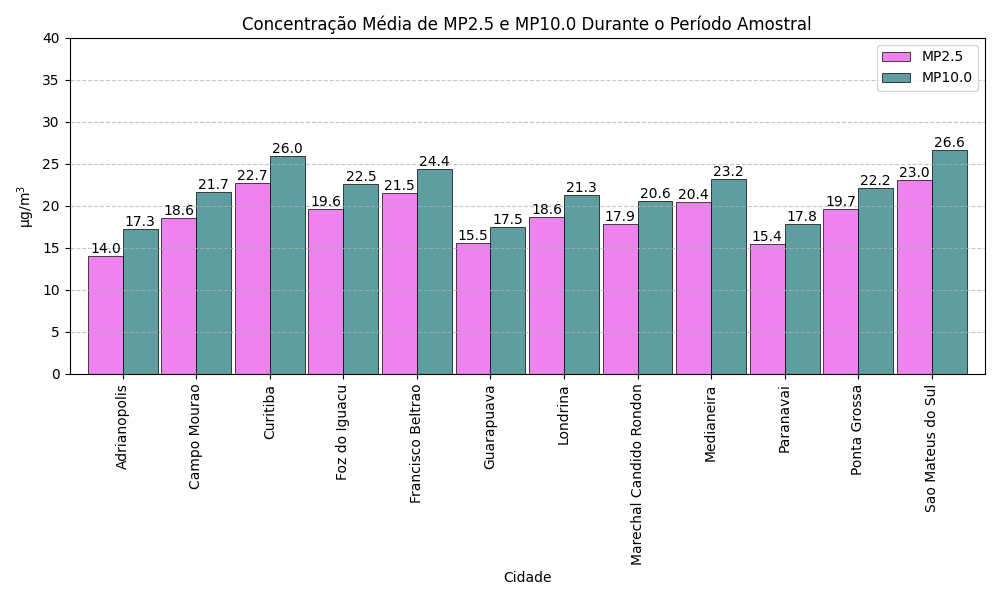 Concentração Média de MP2.5 e MP10.0 Durante o Período Amostral
MP2.5
MP10.0
µg/m³
40
35
30
25
20
15
10
5
0
14.0 17.3 18.6 21.7 22.7 26.0 19.6 22.5 21.5 24.4 15.5 17.5 18.6 21.3 17.9 20.6 20.4 23.2 15.4 17.8 19.7 22.2 23.0 26.6
Adrianopolis
Campo Mourao
Curitiba
Foz do Iguacu
Francisco Beltrao
Guarapuava
Londrina
Marechal Candido Rondon
Medianeira
Paranavai
Ponta Grossa
Sao Mateus do Sul
Cidade